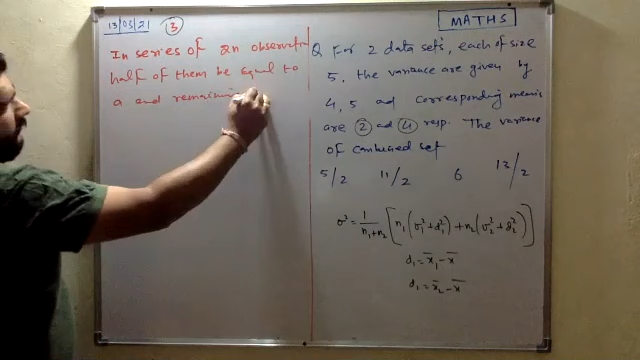 13/03/21
3
MATHS
In series of 2n observation
half of them be equal to
a and remaini
Q For 2 data sets, each of size
5, the variance are given by
4, 5 ad corresponding means
are 2 ad 4 resp. The variance
of combined set
5/2 11/2 6 13/2
σ² = 1/n₁+n₂ [n₁(σ₁²+d₁²)+n₂(σ₂²+d₂²)]
d₁ = x̄₁ - x̄
d₁ = x̄₂ - x̄